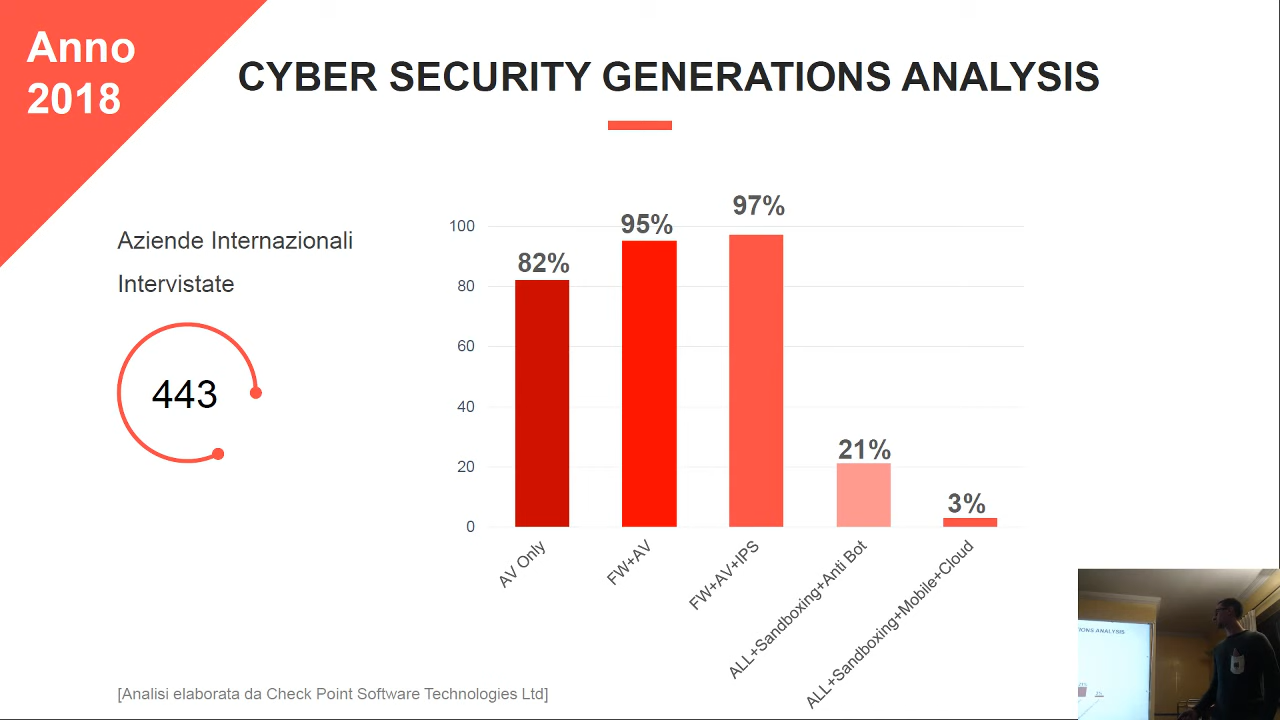 Anno
2018
CYBER SECURITY GENERATIONS ANALYSIS
Aziende Internazionali
Intervistate
443
100
80
60
40
20
0
82%
95%
97%
21%
3%
AV Only
FW+AV
FW+AV+IPS
ALL+Sandboxing+Anti Bot
ALL+Sandboxing+Mobile+Cloud
[Analisi elaborata da Check Point Software Technologies Ltd]
IONS ANALYSIS